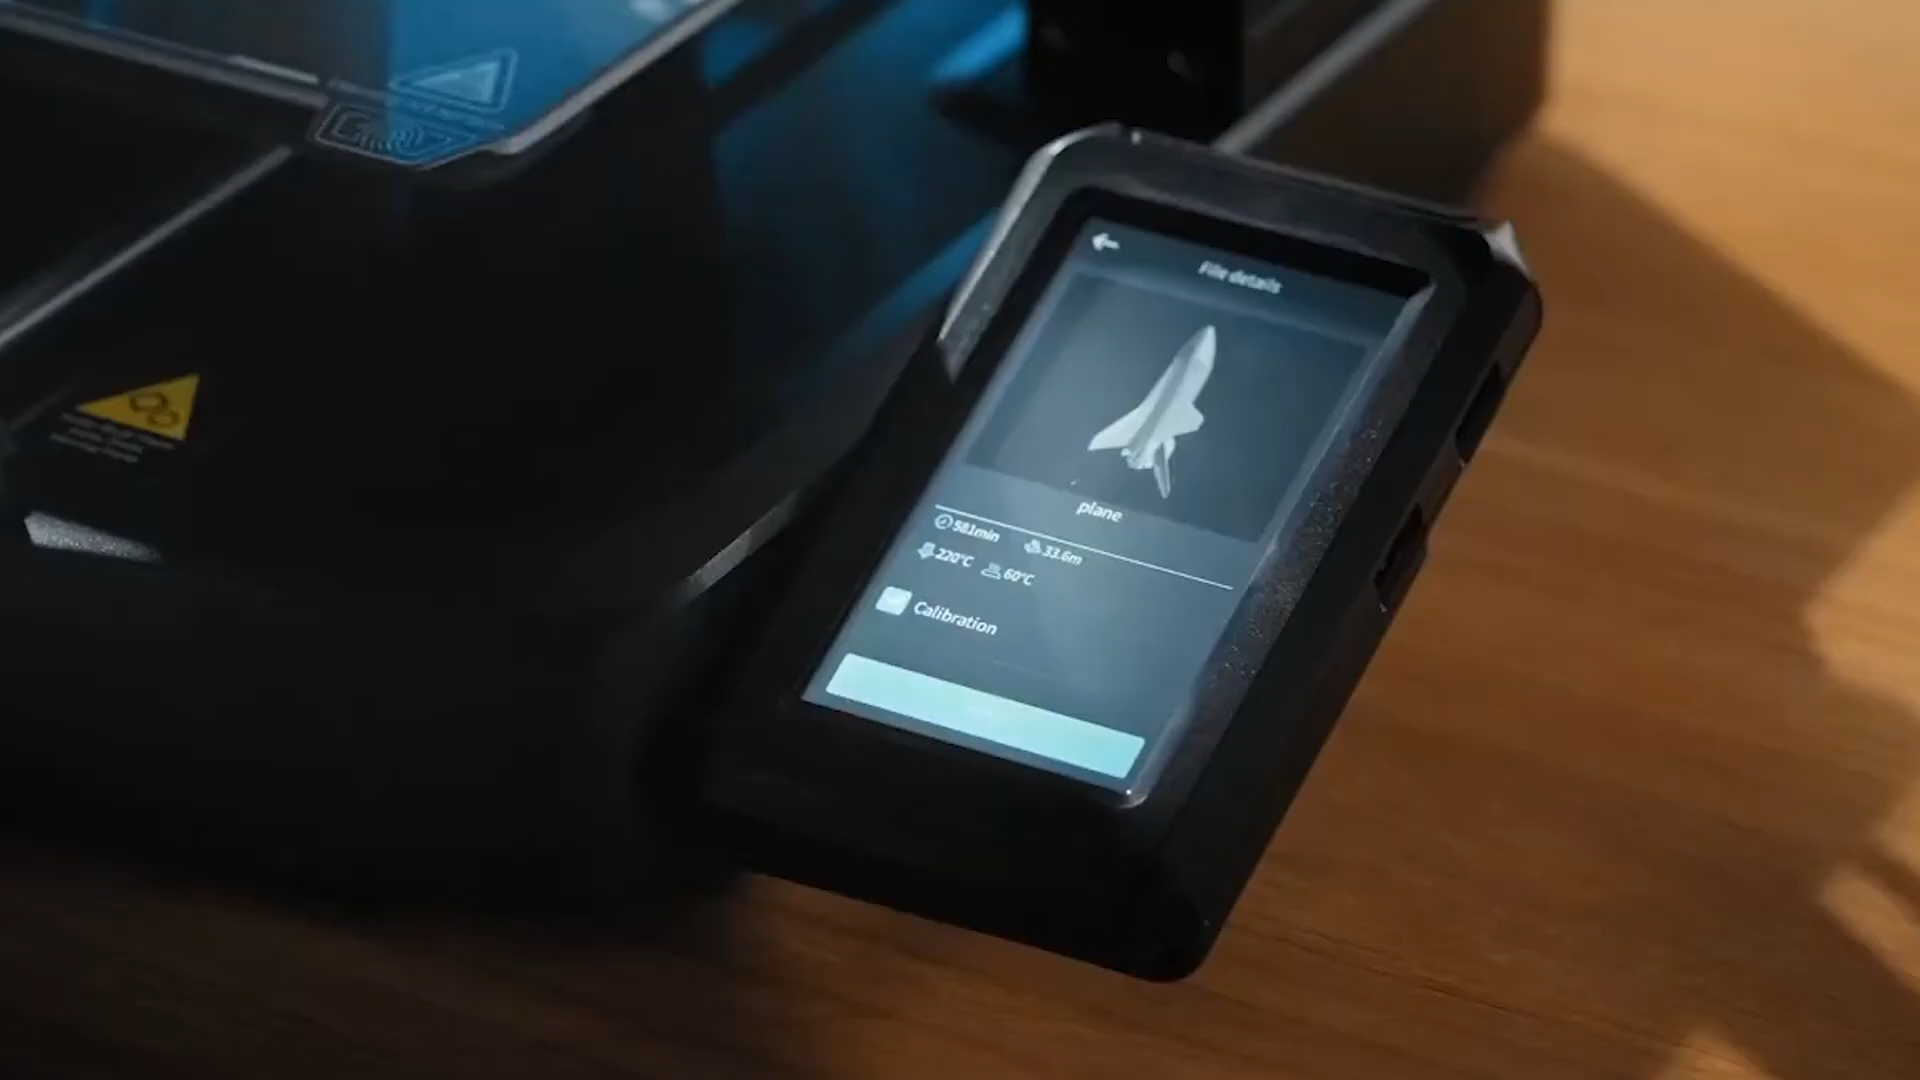 File details
plane
581min 33.6m
220°C 60°C
Calibration